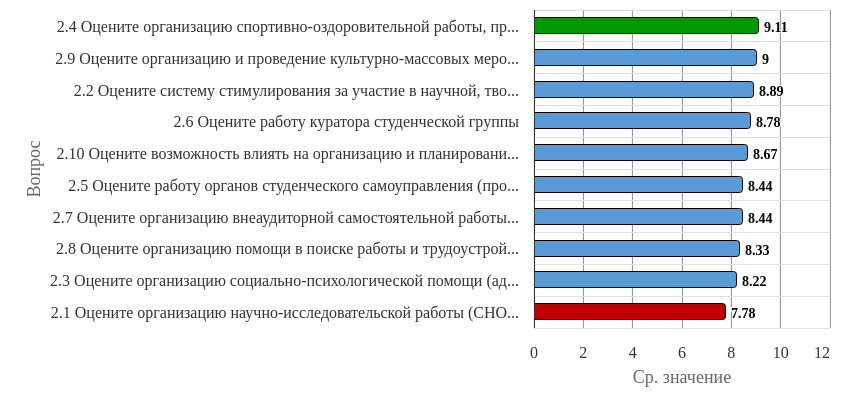 2.4 Оцените организацию спортивно-оздоровительной работы, пр... 9.11
2.9 Оцените организацию и проведение культурно-массовых меро... 9
2.2 Оцените систему стимулирования за участие в научной, тво... 8.89
2.6 Оцените работу куратора студенческой группы 8.78
2.10 Оцените возможность влиять на организацию и планировани... 8.67
2.5 Оцените работу органов студенческого самоуправления (про... 8.44
2.7 Оцените организацию внеаудиторной самостоятельной работы... 8.44
2.8 Оцените организацию помощи в поиске работы и трудоустрой... 8.33
2.3 Оцените организацию социально-психологической помощи (ад... 8.22
2.1 Оцените организацию научно-исследовательской работы (СНО... 7.78
Вопрос
0 2 4 6 8 10 12
Ср. значение